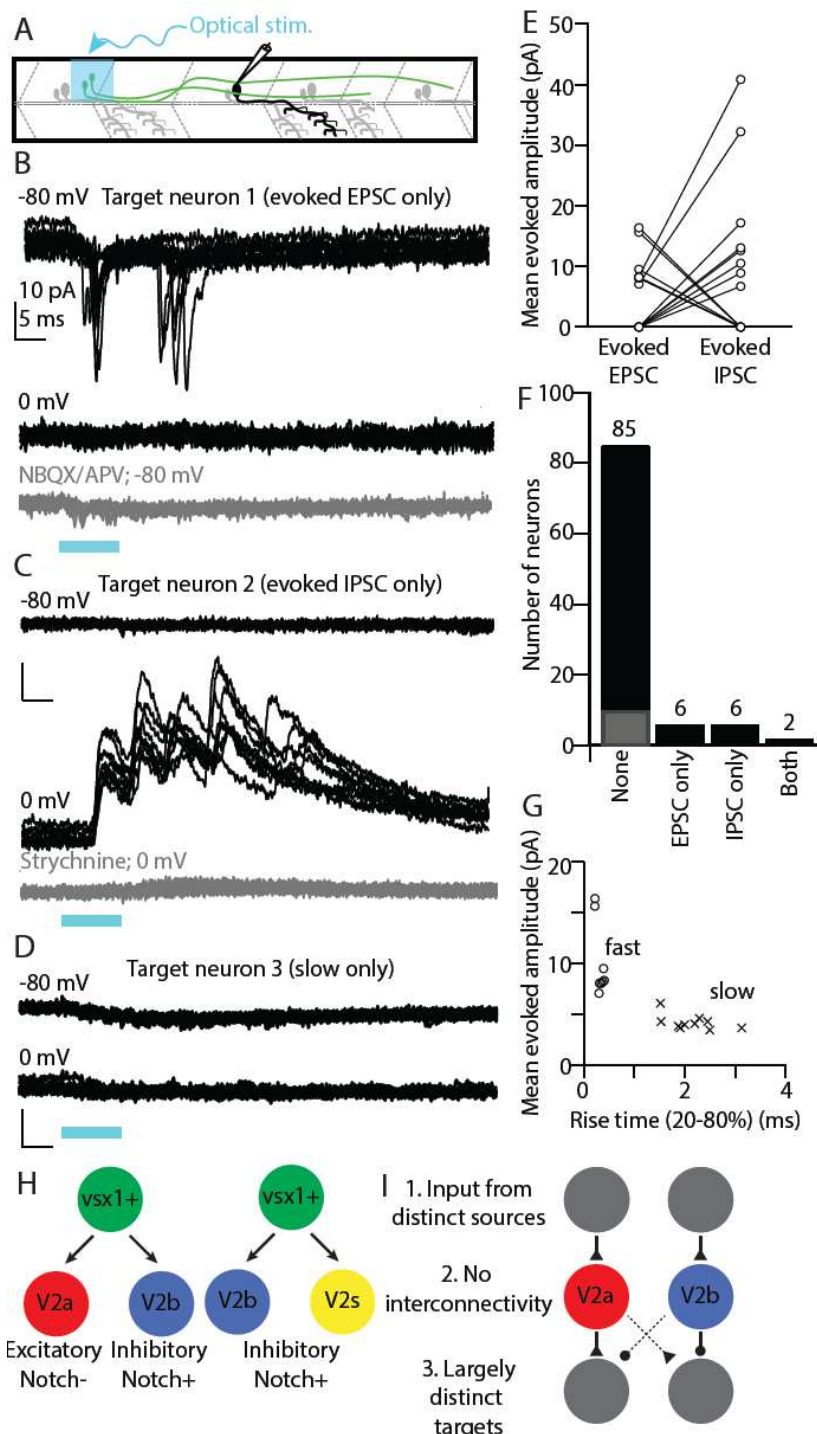 A
Optical stim.
B
-80 mV Target neuron 1 (evoked EPSC only)
10 pA
5 ms
0 mV
NBQX/APV; -80 mV
C
Target neuron 2 (evoked IPSC only)
-80 mV
0 mV
Strychnine; 0 mV
D
Target neuron 3 (slow only)
-80 mV
0 mV
E
Mean evoked amplitude (pA)
50
40
30
20
10
0
Evoked
EPSC
Evoked
IPSC
F
Number of neurons
100
80
60
40
20
0
85
6
6
2
None
EPSC only
IPSC only
Both
G
Mean evoked amplitude (pA)
20
10
0
fast
slow
0
2
4
Rise time (20-80%) (ms)
H
vsx1+
vsx1+
V2a
V2b
V2b
V2s
Excitatory
Notch-
Inhibitory
Notch+
Inhibitory
Notch+
I
1. Input from
distinct sources
2. No
interconnectivity
V2a
V2b
3. Largely
distinct
targets